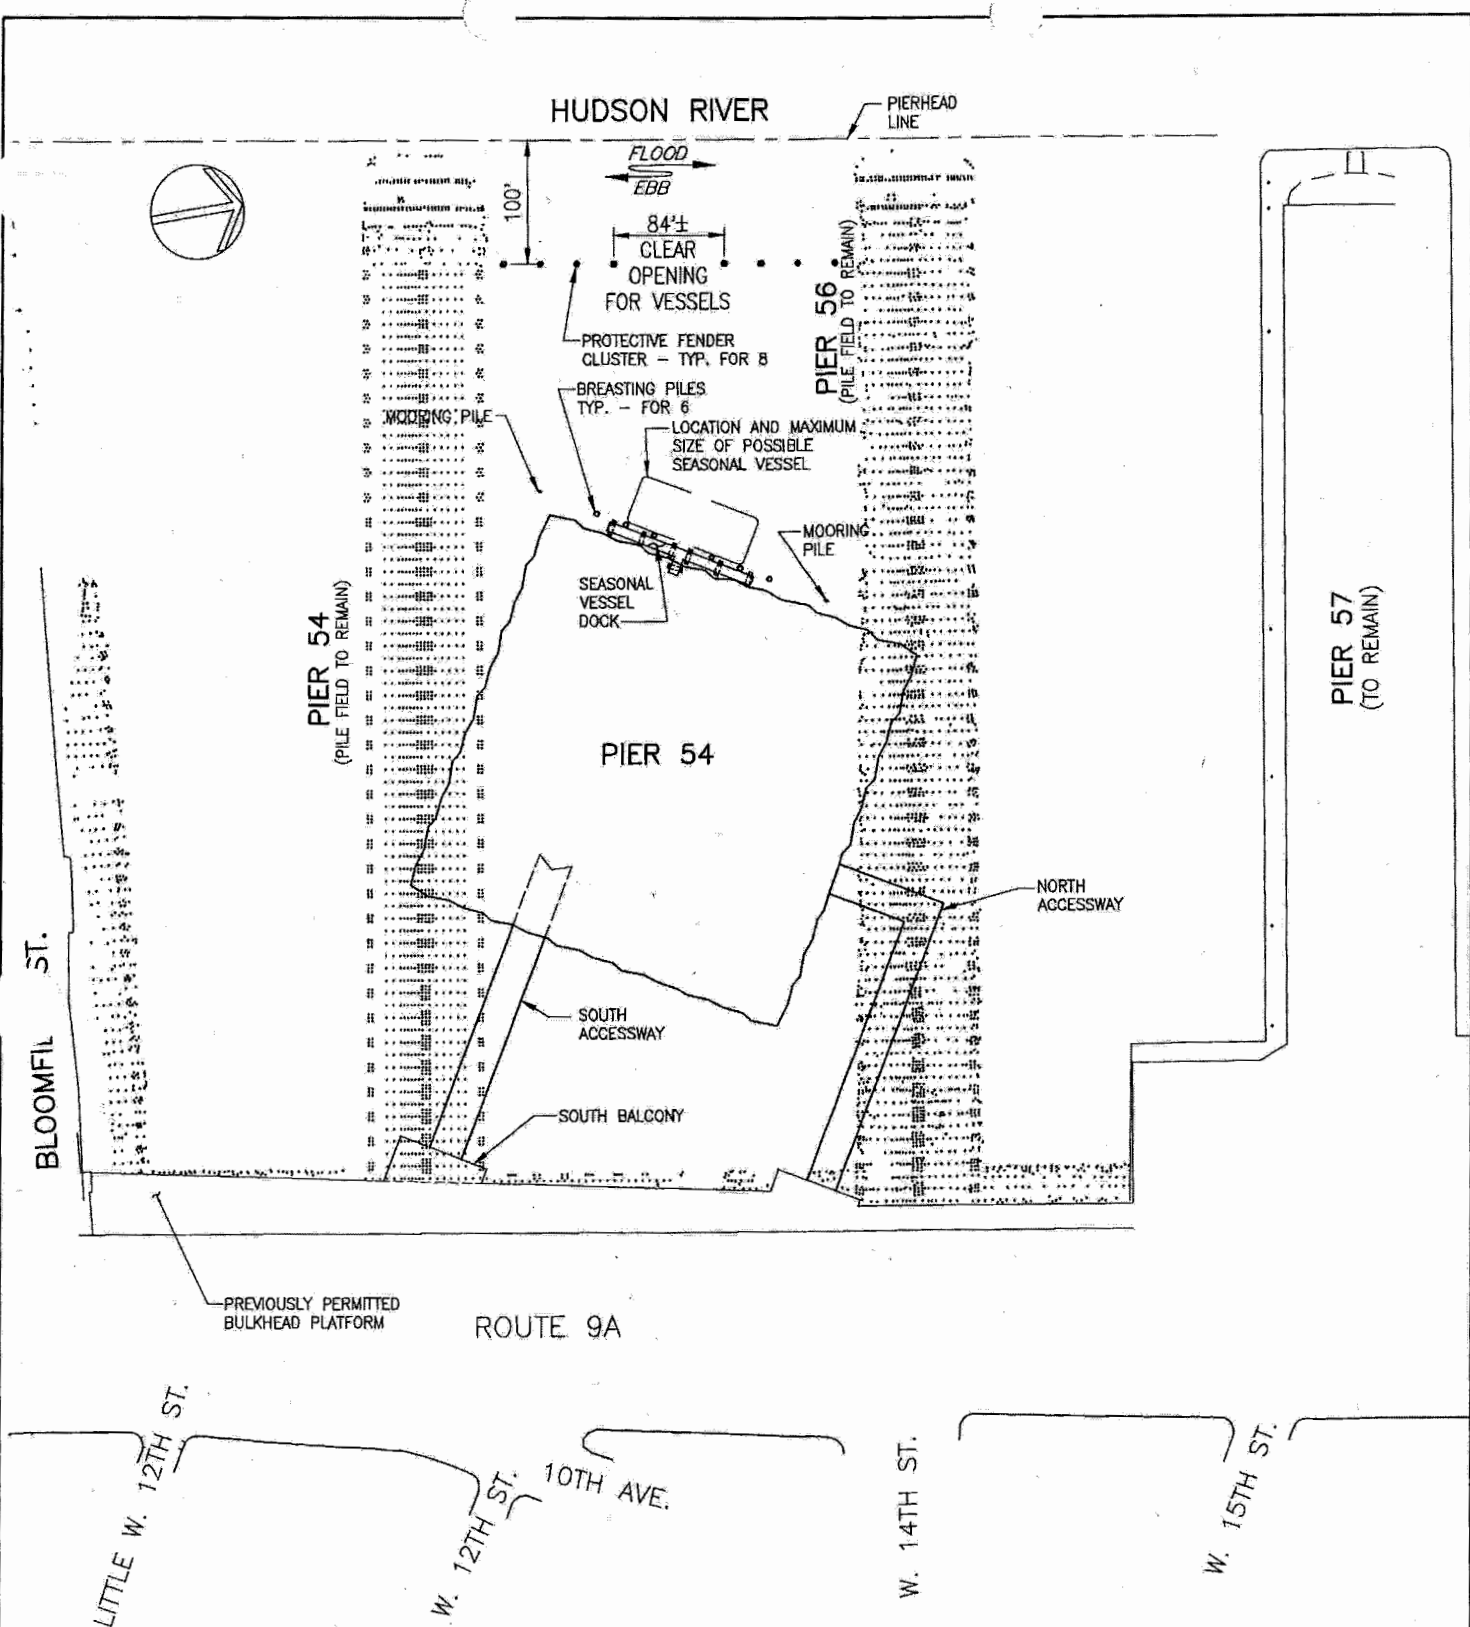 HUDSON RIVER
PIERHEAD
LINE
FLOOD
EBB
100'
84'±
CLEAR
OPENING
FOR VESSELS
PROTECTIVE FENDER
CLUSTER – TYP. FOR 8
BREASTING PILES
TYP. – FOR 6
MOORING PILE
LOCATION AND MAXIMUM
SIZE OF POSSIBLE
SEASONAL VESSEL
PIER 56
(PILE FIELD TO REMAIN)
MOORING
PILE
SEASONAL
VESSEL
DOCK
PIER 54
(PILE FIELD TO REMAIN)
PIER 57
(TO REMAIN)
PIER 54
NORTH
ACCESSWAY
SOUTH
ACCESSWAY
SOUTH BALCONY
BLOOMFIL ST.
PREVIOUSLY PERMITTED
BULKHEAD PLATFORM
ROUTE 9A
LITTLE W. 12TH ST.
W. 12TH ST.
10TH AVE.
W. 14TH ST.
W. 15TH ST.